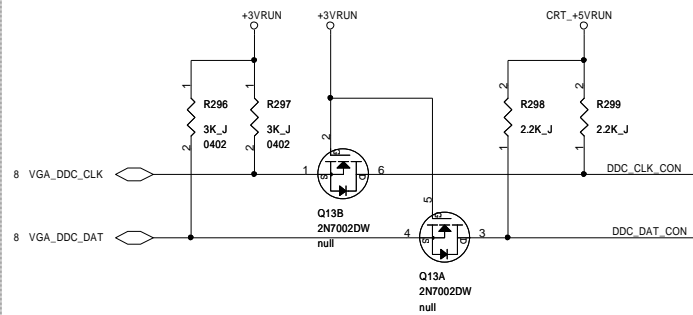 +3VRUN
+3VRUN
CRT_+5VRUN
1
R296
3K_J
0402
2
1
R297
3K_J
0402
2
2
G
2
R298
2.2K_J
1
2
R299
2.2K_J
1
8 VGA_DDC_CLK
1
S
D
6
DDC_CLK_CON
Q13B
2N7002DW
null
5
G
8 VGA_DDC_DAT
4
S
D
3
DDC_DAT_CON
Q13A
2N7002DW
null